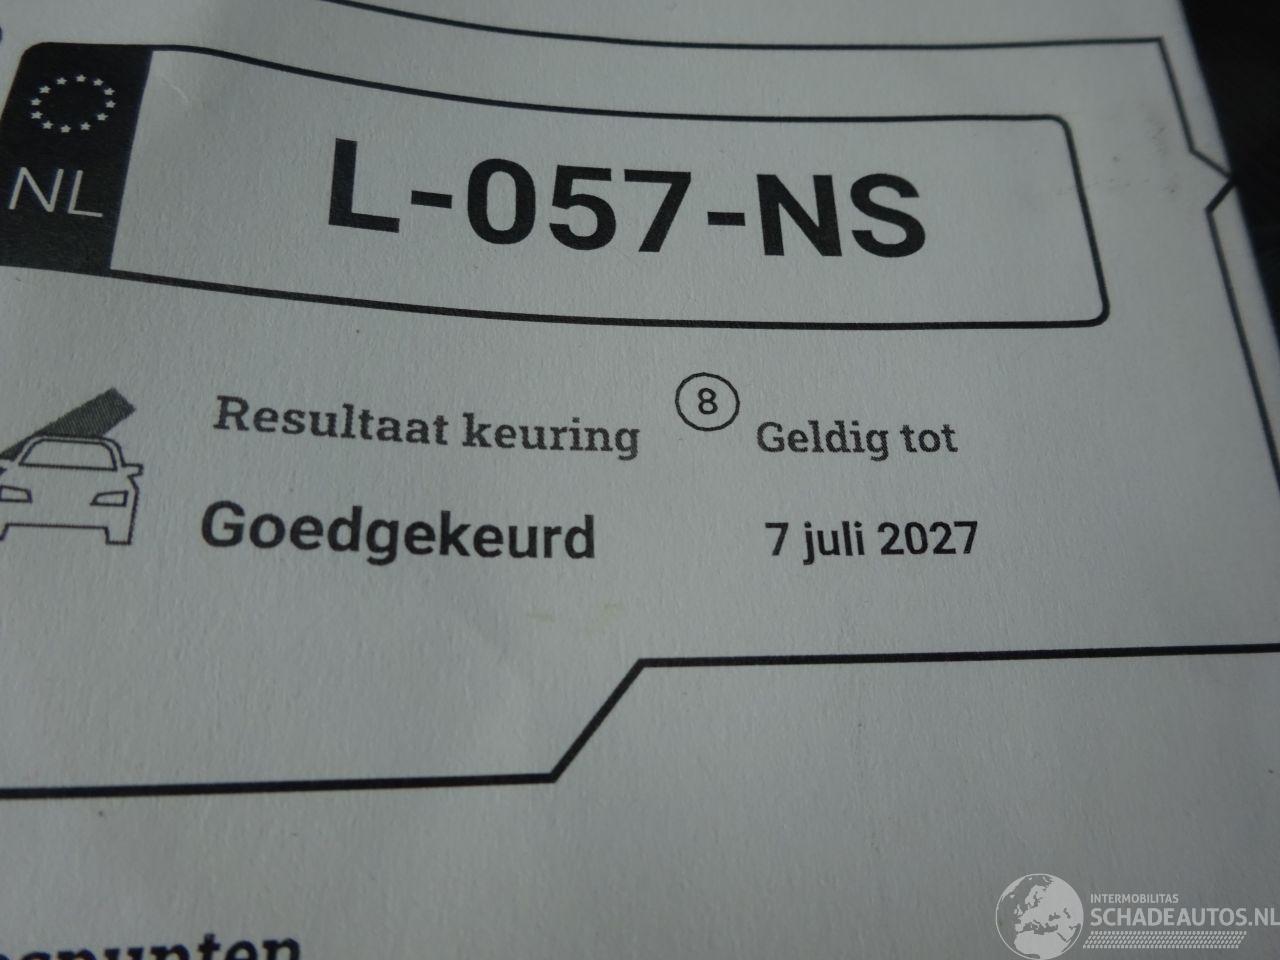 NL
L-057-NS
Resultaat keuring
8
Geldig tot
Goedgekeurd
7 juli 2027
INTERMOBILITAS
SCHADEAUTOS.NL